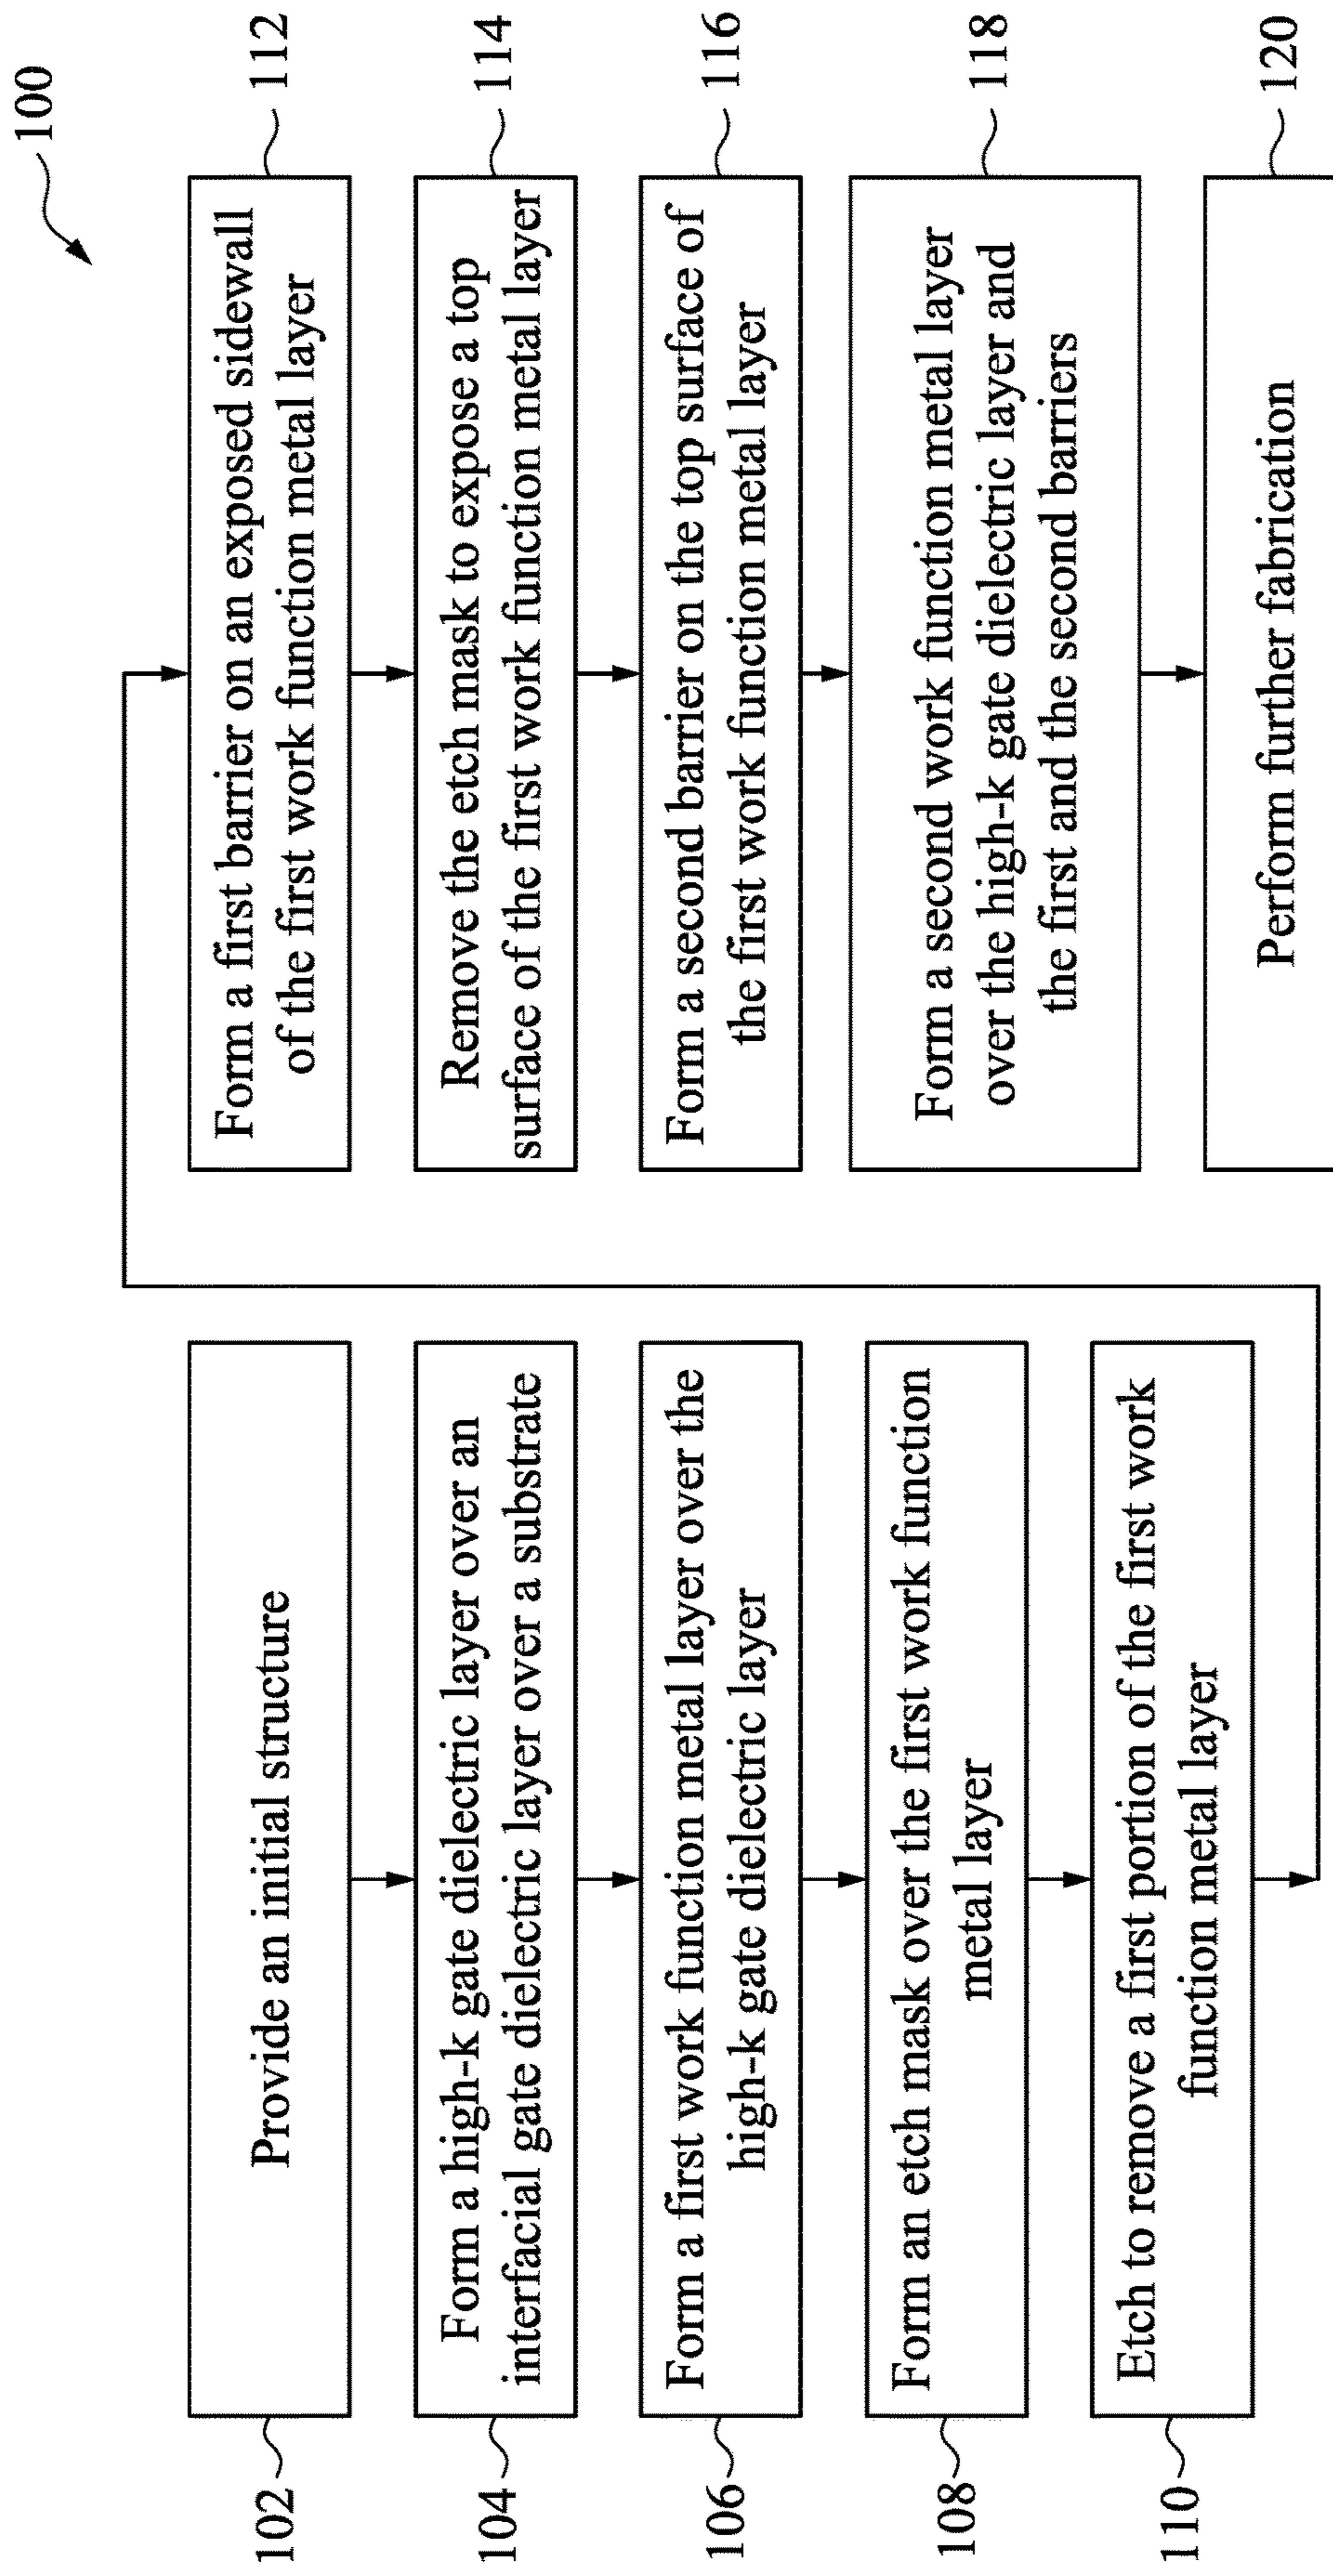 100
102
Provide an initial structure
104
Form a high-k gate dielectric layer over an
interfacial gate dielectric layer over a substrate
106
Form a first work function metal layer over the
high-k gate dielectric layer
108
Form an etch mask over the first work function
metal layer
110
Etch to remove a first portion of the first work
function metal layer
Form a first barrier on an exposed sidewall
of the first work function metal layer
112
Remove the etch mask to expose a top
surface of the first work function metal layer
114
Form a second barrier on the top surface of
the first work function metal layer
116
Form a second work function metal layer
over the high-k gate dielectric layer and
the first and the second barriers
118
Perform further fabrication
120